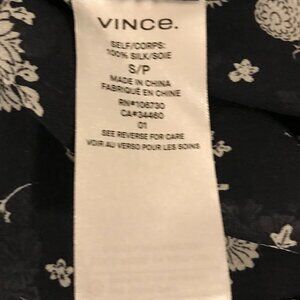 VINCE.
SELF/CORPS:
100% SILK/SOIE
S/P
MADE IN CHINA
FABRIQUÉ EN CHINE
RN#106730
CA#34460
01
SEE REVERSE FOR CARE
VOIR AU VERSO POUR LES SOINS